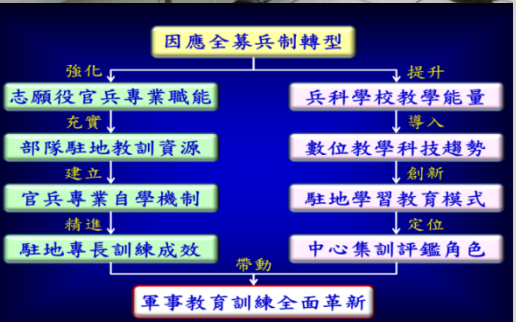 因應全募兵制轉型
強化 提升
志願役官兵專業職能 兵科學校教學能量
充實 導入
部隊駐地教訓資源 數位教學科技趨勢
建立 創新
官兵專業自學機制 駐地學習教育模式
精進 定位
駐地專長訓練成效 中心集訓評鑑角色
帶動
軍事教育訓練全面革新